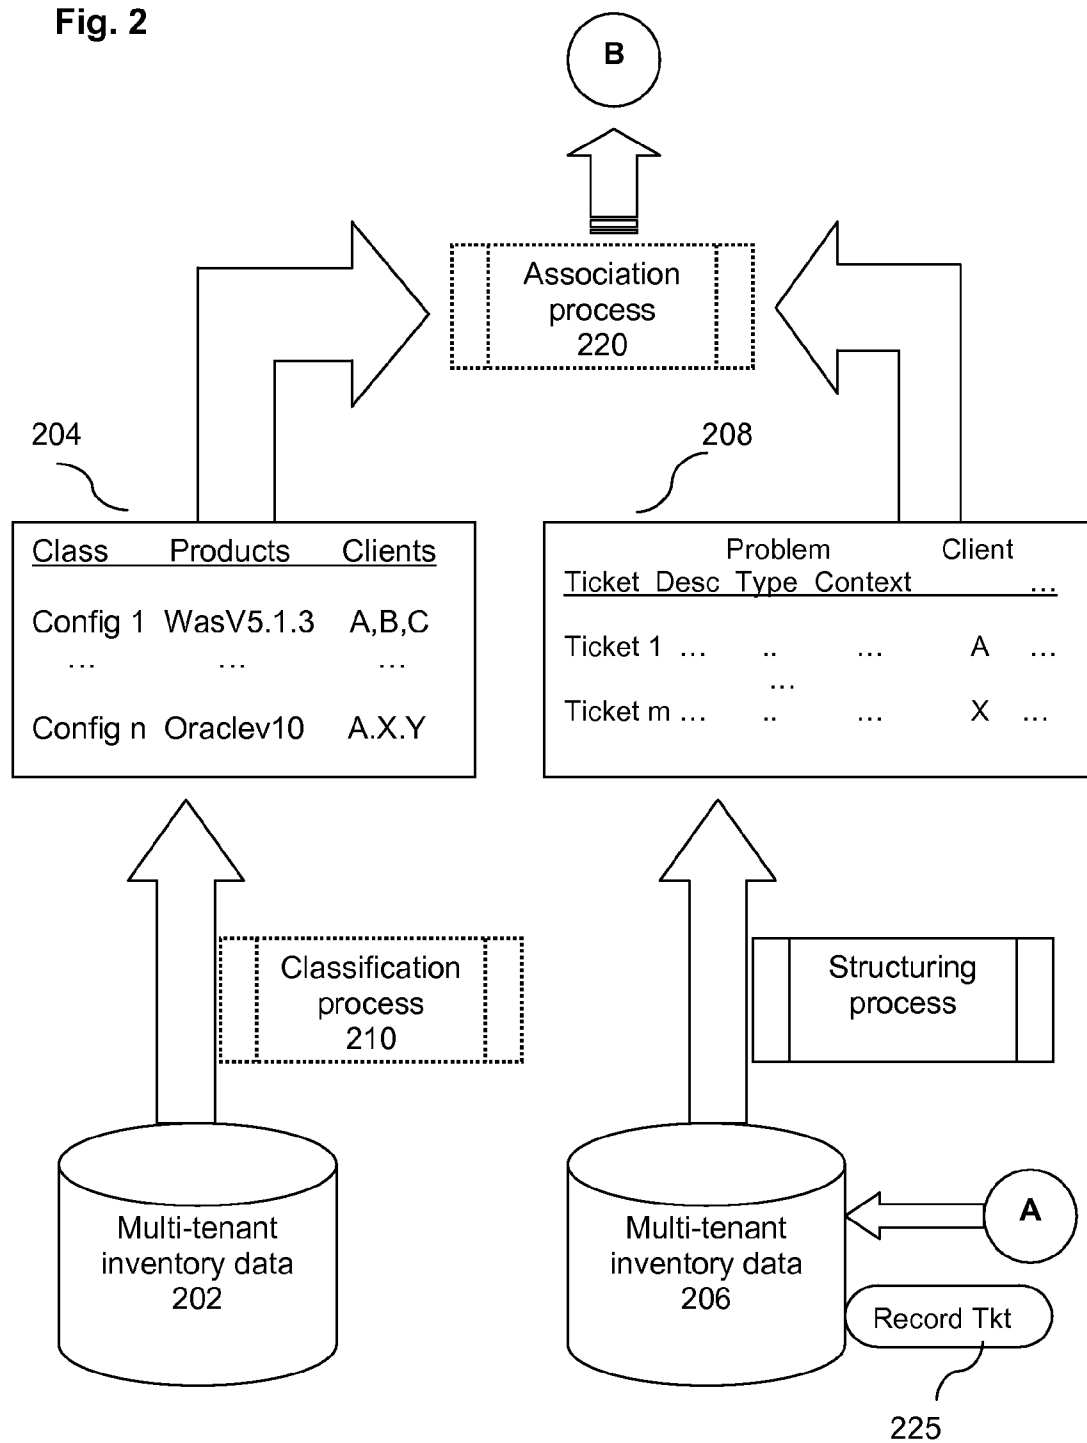 Fig. 2
B
Association
process
220
204
208
Class Products Clients
Config 1 WasV5.1.3 A,B,C
... ... ...
Config n Oraclev10 A.X.Y
Problem Client
Ticket Desc Type Context ...
Ticket 1 ... .. ... A ...
...
Ticket m ... .. ... X ...
Classification
process
210
Structuring
process
Multi-tenant
inventory data
202
Multi-tenant
inventory data
206
A
Record Tkt
225